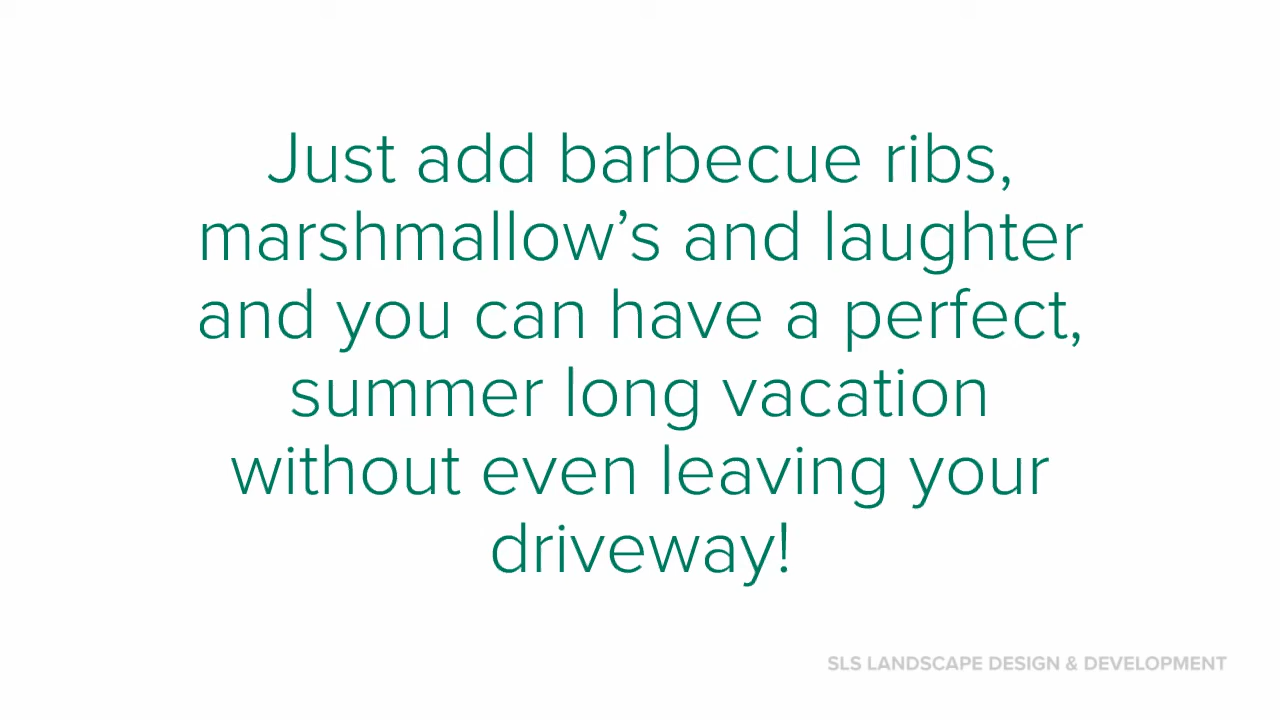 Just add barbecue ribs,
marshmallow’s and laughter
and you can have a perfect,
summer long vacation
without even leaving your
driveway!
SLS LANDSCAPE DESIGN & DEVELOPMENT